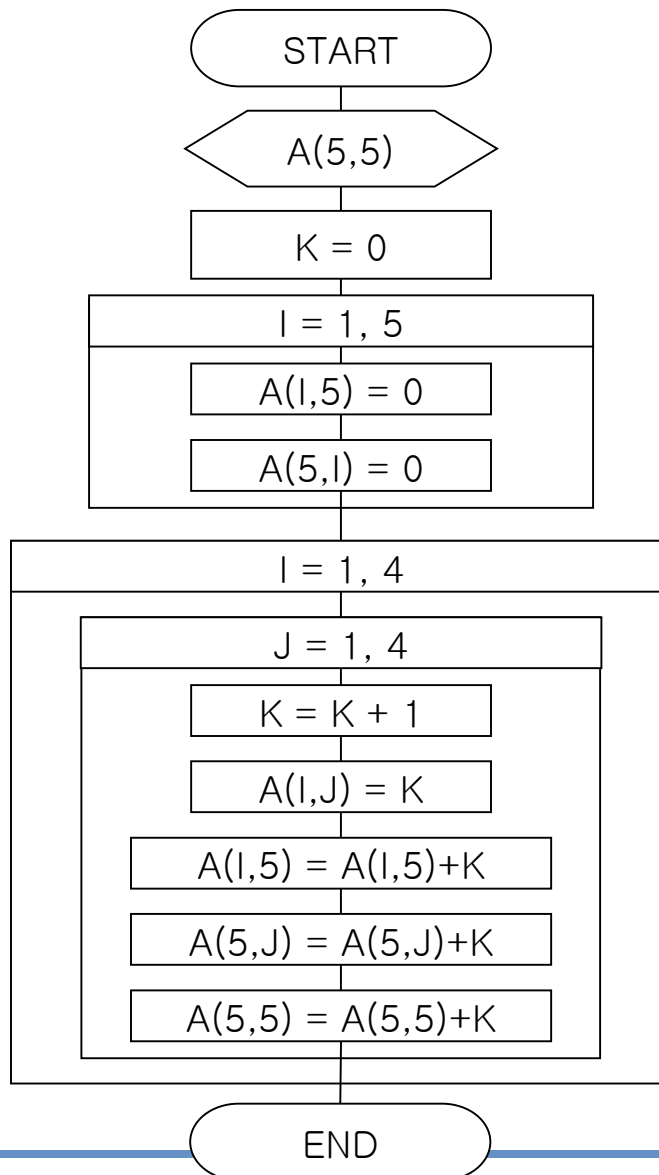 START
A(5,5)
K = 0
I = 1, 5
A(I,5) = 0
A(5,I) = 0
I = 1, 4
J = 1, 4
K = K + 1
A(I,J) = K
A(I,5) = A(I,5)+K
A(5,J) = A(5,J)+K
A(5,5) = A(5,5)+K
END